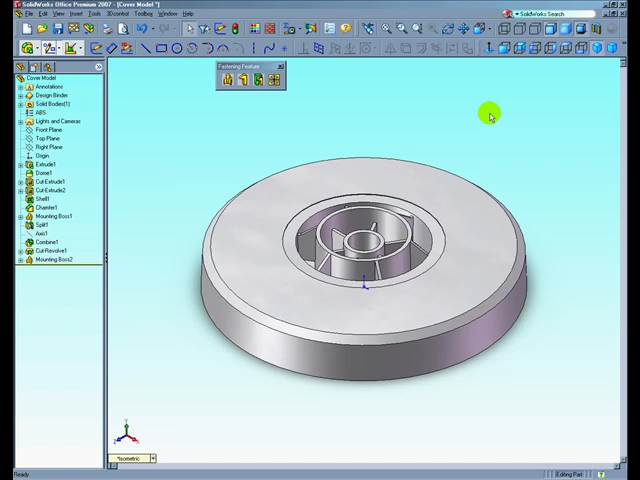 SolidWorks Office Premium 2007 - [Cover Model *]
File Edit View Insert Tools 3Dcontrol Toolbox Window Help
SolidWorks Search
Fastening Feature
Cover Model
Annotations
Design Binder
Solid Bodies(1)
ABS
Lights and Cameras
Front Plane
Top Plane
Right Plane
Origin
Extrude1
Dome1
Cut-Extrude1
Cut-Extrude2
Shell1
Chamfer1
Mounting Boss1
Split1
Axis1
Combine1
Cut-Revolve1
Mounting Boss2
*Isometric
Ready
Editing Part